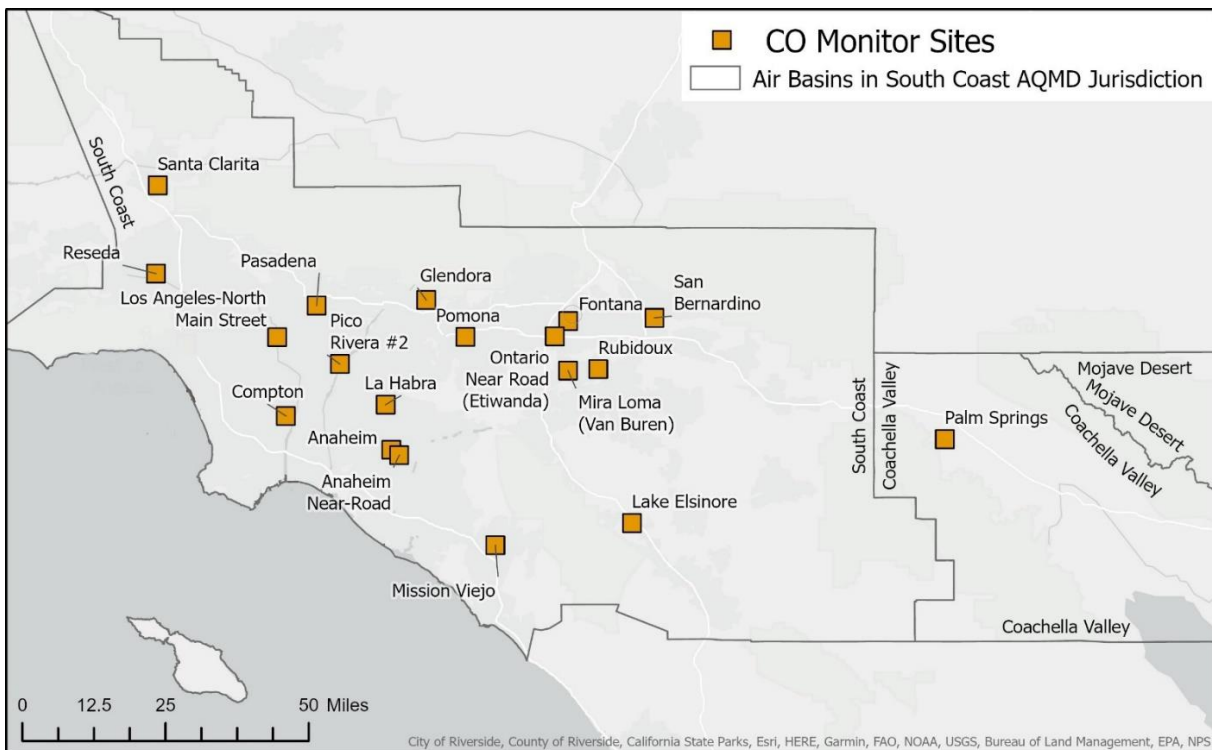 CO Monitor Sites
Air Basins in South Coast AQMD Jurisdiction
South Coast
Santa Clarita
Reseda
Pasadena
Glendora
San
Bernardino
Los Angeles-North
Main Street
Pico
Rivera #2
Pomona
Fontana
Ontario
Near Road
(Etiwanda)
Rubidoux
Mira Loma
(Van Buren)
Compton
La Habra
Anaheim
Anaheim
Near-Road
Mission Viejo
Lake Elsinore
South Coast
Coachella Valley
Palm Springs
Mojave Desert
Mojave Desert
Coachella Valley
Coachella Valley
0 12.5 25 50 Miles
City of Riverside, County of Riverside, California State Parks, Esri, HERE, Garmin, FAO, NOAA, USGS, Bureau of Land Management, EPA, NPS